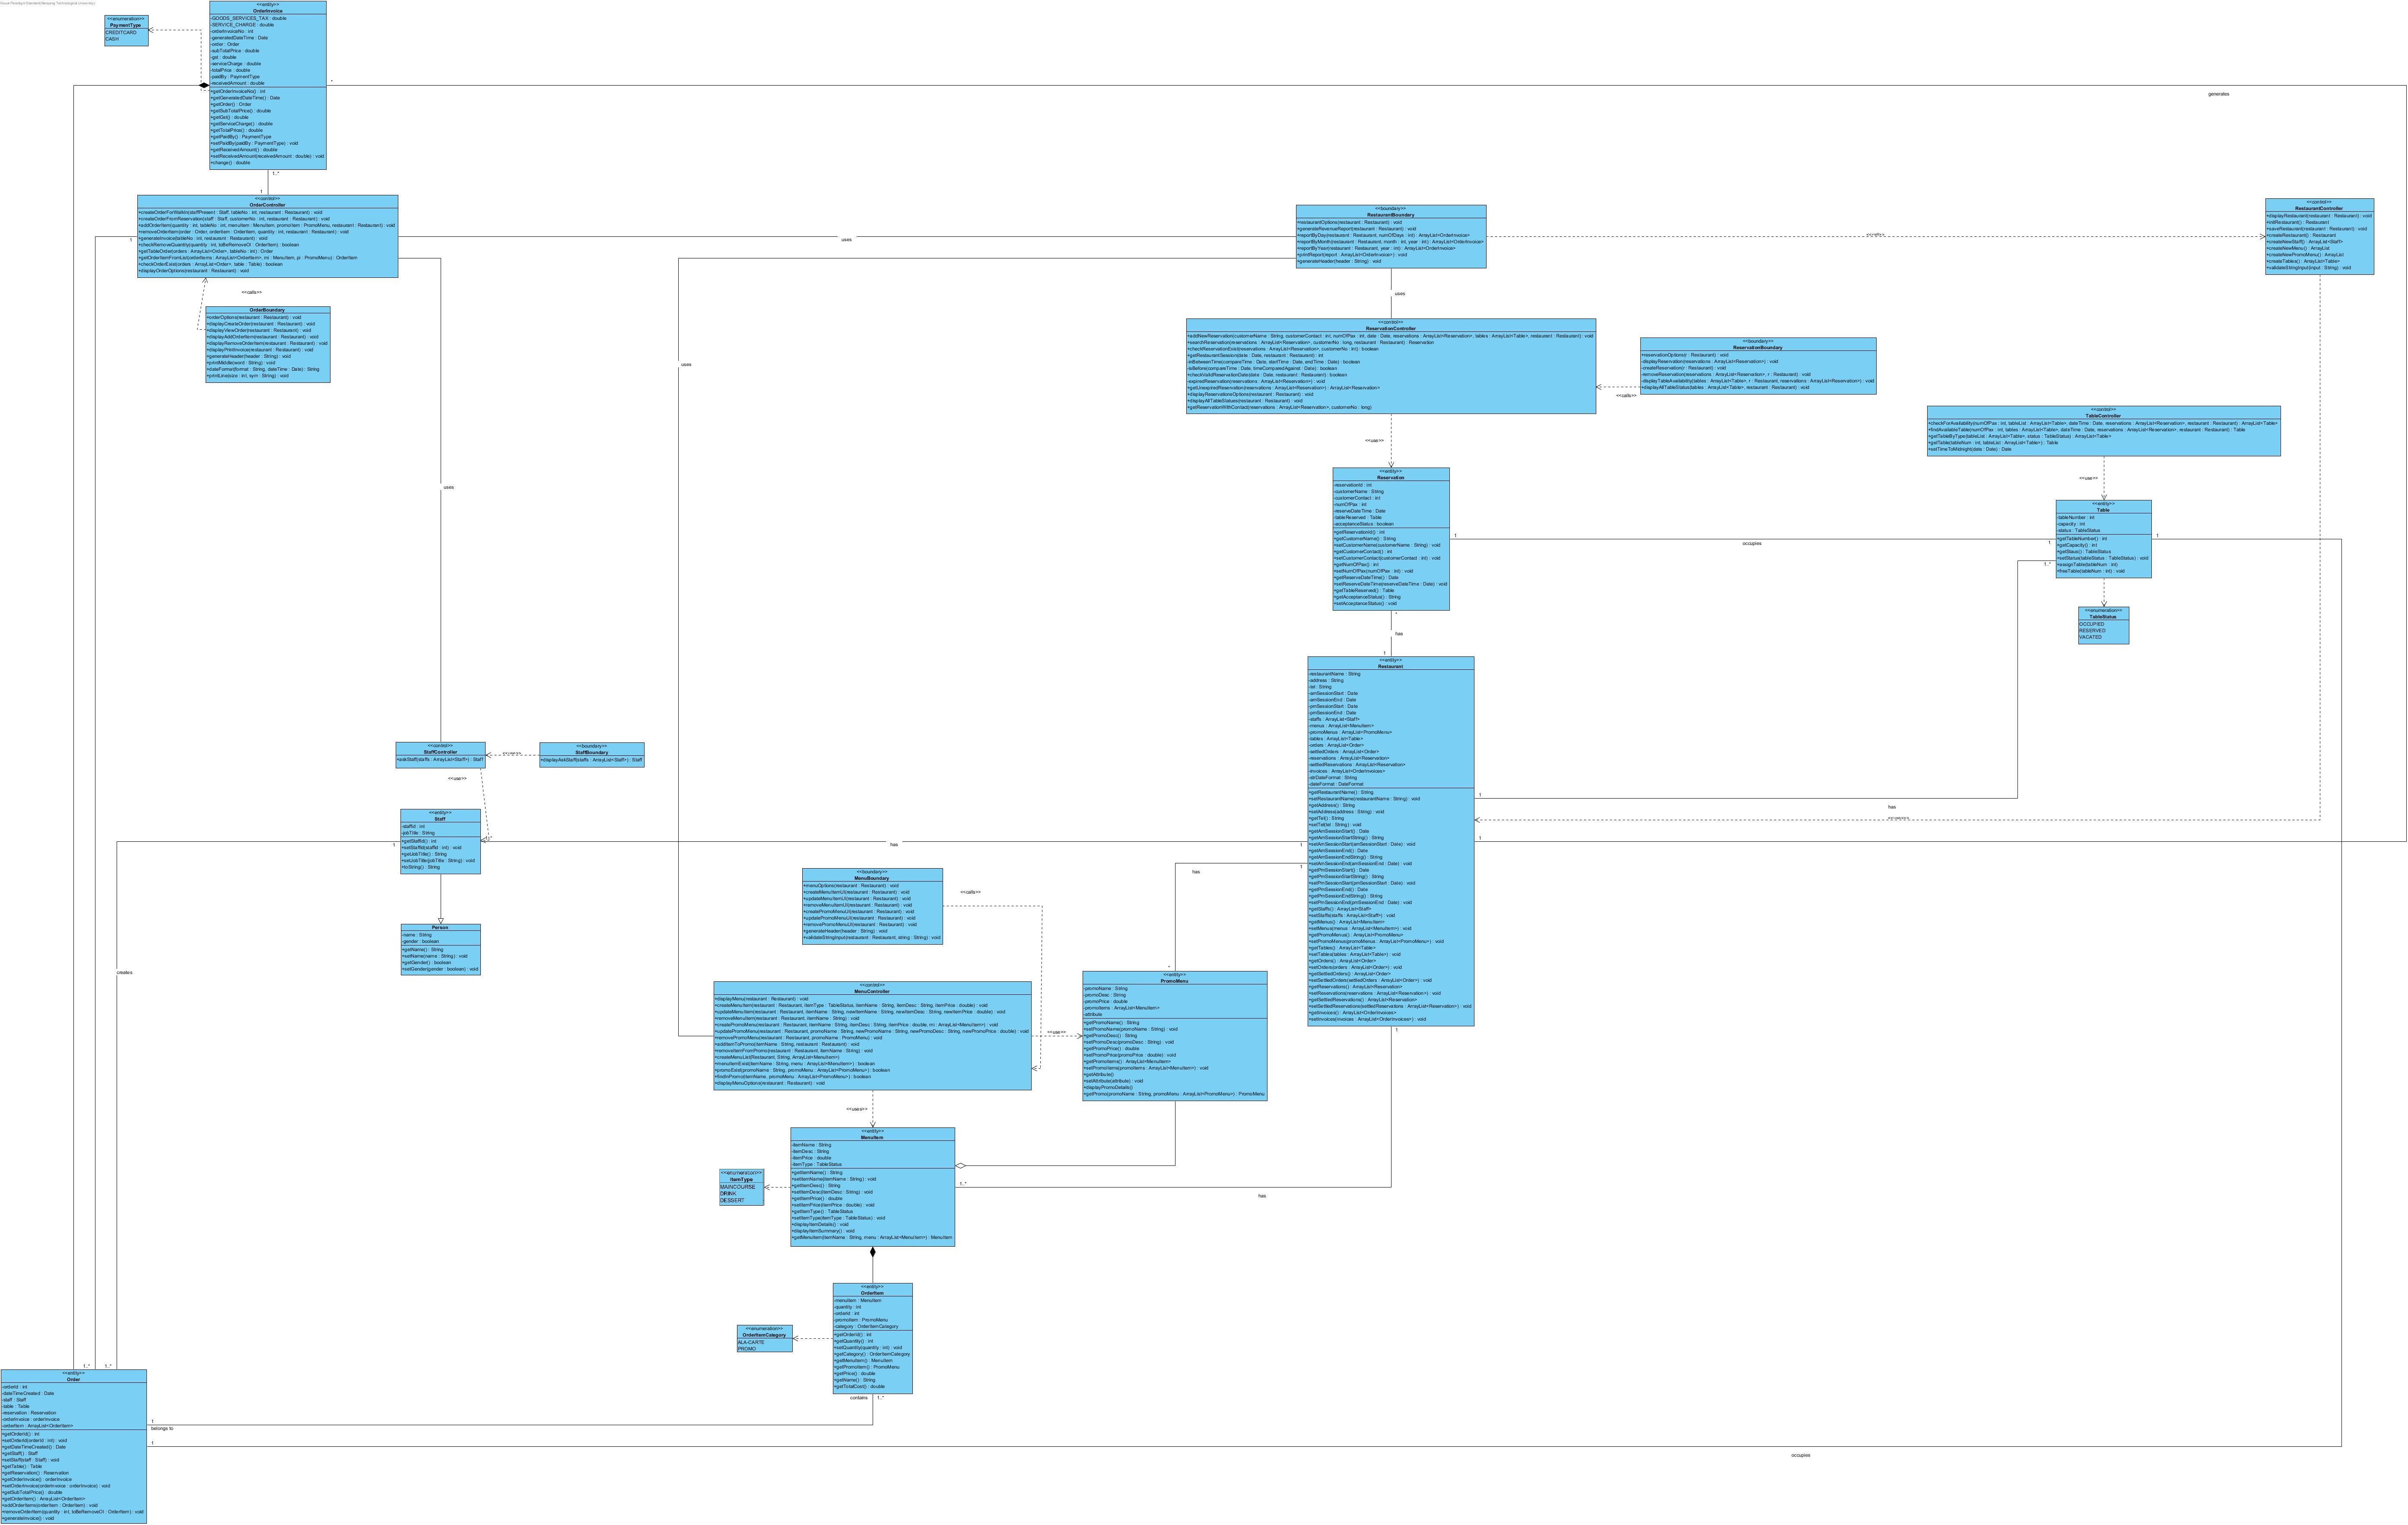 <<enumeration>>
PaymentType
CREDITCARD
CASH
<<entity>>
OrderInvoice
-GOODS_SERVICES_TAX : double
-SERVICE_CHARGE : double
-orderInvoiceNo : int
-generatedDateTime : Date
-order : Order
-subTotalPrice : double
-gst : double
-serviceCharge : double
-totalPrice : double
-paidBy : PaymentType
-receivedAmount : double
+getOrderInvoiceNo() : int
+getGeneratedDateTime() : Date
+getOrder() : Order
+getSubTotalPrice() : double
+getGst() : double
+getServiceCharge() : double
+getTotalPrice() : double
+getPaidBy() : PaymentType
+setPaidBy(paidBy : PaymentType) : void
+getReceivedAmount() : double
+setReceivedAmount(receivedAmount : double) : void
+change() : double
*
generates
1..*
1
<<control>>
OrderController
+createOrderForWalkIn(staffPresent : Staff, tableNo : int, restaurant : Restaurant) : void
+createOrderFromReservation(staff : Staff, customerNo : int, restaurant : Restaurant) : void
+addOrderItem(quantity : int, tableNo : int, menuItem : MenuItem, promoItem : PromoMenu, restaurant : Restaurant) : void
+removeOrderItem(order : Order, orderItem : OrderItem, quantity : int, restaurant : Restaurant) : void
+generateInvoice(tableNo : int, restaurant : Restaurant) : void
+checkRemoveQuantity(quantity : int, toBeRemoveOI : OrderItem) : boolean
+getTableOrder(orders : ArrayList<Order>, tableNo : int) : Order
+getOrderItemFromList(orderItems : ArrayList<OrderItem>, mi : MenuItem, pi : PromoMenu) : OrderItem
+checkOrderExist(orders : ArrayList<Order>, table : Table) : boolean
+displayOrderOptions(restaurant : Restaurant) : void
1
uses
<<calls>>
OrderBoundary
+orderOptions(restaurant : Restaurant) : void
+displayCreateOrder(restaurant : Restaurant) : void
+displayViewOrder(restaurant : Restaurant) : void
+displayAddOrderItem(restaurant : Restaurant) : void
+displayRemoveOrderItem(restaurant : Restaurant) : void
+displayPrintInvoice(restaurant : Restaurant) : void
+generateHeader(header : String) : void
+printMiddle(word : String) : void
+dateFormat(format : String, dateTime : Date) : String
+printLine(size : int, sym : String) : void
<<boundary>>
RestaurantBoundary
+restaurantOptions(restaurant : Restaurant) : void
+generateRevenueReport(restaurant : Restaurant) : void
+reportByDay(restaurant : Restaurant, numOfDays : int) : ArrayList<OrderInvoice>
+reportByMonth(restaurant : Restaurant, month : int, year : int) : ArrayList<OrderInvoice>
+reportByYear(restaurant : Restaurant, year : int) : ArrayList<OrderInvoice>
+printReport(report : ArrayList<OrderInvoice>) : void
+generateHeader(header : String) : void
<<calls>>
<<control>>
RestaurantController
+displayRestaurant(restaurant : Restaurant) : void
+initRestaurant() : Restaurant
+saveRestaurant(restaurant : Restaurant) : void
+createRestaurant() : Restaurant
+createNewStaff() : ArrayList<Staff>
+createNewMenu() : ArrayList
+createNewPromoMenu() : ArrayList
+createTables() : ArrayList<Table>
+validateStringInput(input : String) : void
uses
uses
<<control>>
ReservationController
+addNewReservation(customerName : String, customerContact : int, numOfPax : int, date : Date, reservations : ArrayList<Reservation>, tables : ArrayList<Table>, restaurant : Restaurant) : void
+searchReservation(reservations : ArrayList<Reservation>, customerNo : long, restaurant : Restaurant) : Reservation
+checkReservationExist(reservations : ArrayList<Reservation>, customerNo : int) : boolean
+getRestaurantSession(date : Date, restaurant : Restaurant) : int
-inBetweenTime(compareTime : Date, startTime : Date, endTime : Date) : boolean
-isBefore(compareTime : Date, timeComparedAgainst : Date) : boolean
+checkValidReservationDate(date : Date, restaurant : Restaurant) : boolean
-expiredReservation(reservations : ArrayList<Reservation>) : void
+getUnexpiredReservation(reservations : ArrayList<Reservation>) : ArrayList<Reservation>
+displayReservationsOptions(restaurant : Restaurant) : void
+displayAllTableStatues(restaurant : Restaurant) : void
+getReservationWithContact(reservations : ArrayList<Reservation>, customerNo : long)
<<boundary>>
ReservationBoundary
+reservationOptions(r : Restaurant) : void
-displayReservation(reservations : ArrayList<Reservation>) : void
-createReservation(r : Restaurant) : void
-removeReservation(reservations : ArrayList<Reservation>, r : Restaurant) : void
-displayTableAvailability(tables : ArrayList<Table>, r : Restaurant, reservations : ArrayList<Reservation>) : void
+displayAllTableStatus(tables : ArrayList<Table>, restaurant : Restaurant) : void
<<calls>>
<<control>>
TableController
+checkForAvailability(numOfPax : int, tableList : ArrayList<Table>, dateTime : Date, reservations : ArrayList<Reservation>, restaurant : Restaurant) : ArrayList<Table>
+findAvailableTable(numOfPax : int, tables : ArrayList<Table>, dateTime : Date, reservations : ArrayList<Reservation>, restaurant : Restaurant) : Table
+getTableByType(tableList : ArrayList<Table>, status : TableStatus) : ArrayList<Table>
+getTable(tableNum : int, tableList : ArrayList<Table>) : Table
+setTimeToMidnight(date : Date) : Date
<<use>>
<<use>>
<<entity>>
Reservation
-reservationId : int
-customerName : String
-customerContact : int
-numOfPax : int
-reserveDateTime : Date
-tableReserved : Table
-acceptanceStatus : boolean
+getReservationId() : int
+getCustomerName() : String
+setCustomerName(customerName : String) : void
+getCustomerContact() : int
+setCustomerContact(customerContact : int) : void
+getNumOfPax() : int
+setNumOfPax(numOfPax : int) : void
+getReserveDateTime() : Date
+setReserveDateTime(reserveDateTime : Date) : void
+getTableReserved() : Table
+getAcceptanceStatus() : String
+setAcceptanceStatus() : void
1
occupies
1
<<entity>>
Table
-tableNumber : int
-capacity : int
-status : TableStatus
+getTableNumber() : int
+getCapacity() : int
+getStaus() : TableStatus
+setStatus(tableStatus : TableStatus) : void
+assignTable(tableNum : int)
+freeTable(tableNum : int) : void
1
1..*
<<enumeration>>
TableStatus
OCCUPIED
RESERVED
VACATED
uses
*
has
1
<<entity>>
Restaurant
-restaurantName : String
-address : String
-tel : String
-amSessionStart : Date
-amSessionEnd : Date
-pmSessionStart : Date
-pmSessionEnd : Date
-staffs : ArrayList<Staff>
-menus : ArrayList<MenuItem>
-promoMenus : ArrayList<PromoMenu>
-tables : ArrayList<Table>
-orders : ArrayList<Order>
-settledOrders : ArrayList<Order>
-reservations : ArrayList<Reservation>
-settledReservations : ArrayList<Reservation>
-invoices : ArrayList<OrderInvoices>
-strDateFormat : String
-dateFormat : DateFormat
+getRestaurantName() : String
+setRestaurantName(restaurantName : String) : void
+getAddress() : String
+setAddress(address : String) : void
+getTel() : String
+setTel(tel : String) : void
+getAmSessionStart() : Date
+getAmSessionStartString() : String
+setAmSessionStart(amSessionStart : Date) : void
+getAmSessionEnd() : Date
+getAmSessionEndString() : String
+setAmSessionEnd(amSessionEnd : Date) : void
+getPmSessionStart() : Date
+getPmSessionStartString() : String
+setPmSessionStart(pmSessionStart : Date) : void
+getPmSessionEnd() : Date
+getPmSessionEndString() : String
+setPmSessionEnd(pmSessionEnd : Date) : void
+getStaffs() : ArrayList<Staff>
+setStaffs(staffs : ArrayList<Staff>) : void
+getMenus() : ArrayList<MenuItem>
+setMenus(menus : ArrayList<MenuItem>) : void
+getPromoMenus() : ArrayList<PromoMenu>
+setPromoMenus(promoMenus : ArrayList<PromoMenu>) : void
+getTables() : ArrayList<Table>
+setTables(tables : ArrayList<Table>) : void
+getOrders() : ArrayList<Order>
+setOrders(orders : ArrayList<Order>) : void
+getSettledOrders() : ArrayList<Order>
+setSettledOrders(settledOrders : ArrayList<Order>) : void
+getReservations() : ArrayList<Reservation>
+setReservations(reservations : ArrayList<Reservation>) : void
+getSettledReservations() : ArrayList<Reservation>
+setSettledReservations(settledReservations : ArrayList<Reservation>) : void
+getInvoices() : ArrayList<OrderInvoices>
+setInvoices(invoices : ArrayList<OrderInvoices>) : void
1
has
<<use>>
1
<<control>>
StaffController
+askStaff(staffs : ArrayList<Staff>) : Staff
<<use>>
<<boundary>>
StaffBoundary
+displayAskStaff(staffs : ArrayList<Staff>) : Staff
<<use>>
<<entity>>
Staff
-staffId : int
-jobTitle : String
+getStaffId() : int
+setStaffId(staffId : int) : void
+getJobTitle() : String
+setJobTitle(jobTitle : String) : void
+toString() : String
1
*
has
1
1
has
Person
-name : String
-gender : boolean
+getName() : String
+setName(name : String) : void
+getGender() : boolean
+setGender(gender : boolean) : void
creates
<<boundary>>
MenuBoundary
+menuOptions(restaurant : Restaurant) : void
+createMenuItemUI(restaurant : Restaurant) : void
+updateMenuItemUI(restaurant : Restaurant) : void
+removeMenuItemUI(restaurant : Restaurant) : void
+createPromoMenuUI(restaurant : Restaurant) : void
+updatePromoMenuUI(restaurant : Restaurant) : void
+removePromoMenuUI(restaurant : Restaurant) : void
+generateHeader(header : String) : void
+validateStringInput(restaurant : Restaurant, string : String) : void
<<calls>>
<<control>>
MenuController
+displayMenu(restaurant : Restaurant) : void
+createMenuItem(restaurant : Restaurant, itemType : TableStatus, itemName : String, itemDesc : String, itemPrice : double) : void
+updateMenuItem(restaurant : Restaurant, itemName : String, newItemName : String, newItemDesc : String, newItemPrice : double) : void
+removeMenuItem(restaurant : Restaurant, itemName : String) : void
+createPromoMenu(restaurant : Restaurant, itemName : String, itemDesc : String, itemPrice : double, mi : ArrayList<MenuItem>) : void
+updatePromoMenu(restaurant : Restaurant, promoName : String, newPromoName : String, newPromoDesc : String, newPromoPrice : double) : void
+removePromoMenu(restaurant : Restaurant, promoName : PromoMenu) : void
+addItemToPromo(itemName : String, restaurant : Restaurant) : void
+removeItemFromPromo(restaurant : Restaurant, itemName : String) : void
+createMenuList(Restaurant, String, ArrayList<MenuItem>)
+menuItemExist(itemName : String, menu : ArrayList<MenuItem>) : boolean
+promoExist(promoName : String, promoMenu : ArrayList<PromoMenu>) : boolean
+findInPromo(itemName, promoMenu : ArrayList<PromoMenu>) : boolean
+displayMenuOptions(restaurant : Restaurant) : void
<<use>>
*
<<entity>>
PromoMenu
-promoName : String
-promoDesc : String
-promoPrice : double
-promoItems : ArrayList<MenuItem>
-attribute
+getPromoName() : String
+setPromoName(promoName : String) : void
+getPromoDesc() : String
+setPromoDesc(promoDesc : String) : void
+getPromoPrice() : double
+setPromoPrice(promoPrice : double) : void
+getPromoItems() : ArrayList<MenuItem>
+setPromoItems(promoItems : ArrayList<MenuItem>) : void
+getAttribute()
+setAttribute(attribute) : void
+displayPromoDetails()
+getPromo(promoName : String, promoMenu : ArrayList<PromoMenu>) : PromoMenu
1
<<uses>>
<<entity>>
MenuItem
-itemName : String
-itemDesc : String
-itemPrice : double
-itemType : TableStatus
+getItemName() : String
+setItemName(itemName : String) : void
+getItemDesc() : String
+setItemDesc(itemDesc : String) : void
+getItemPrice() : double
+setItemPrice(itemPrice : double) : void
+getItemType() : TableStatus
+setItemType(itemType : TableStatus) : void
+displayItemDetails() : void
+displayItemSummary() : void
+getMenuItem(itemName : String, menu : ArrayList<MenuItem>) : MenuItem
1..*
has
<<enumeration>>
ItemType
MAINCOURSE
DRINK
DESSERT
<<entity>>
OrderItem
-menuItem : MenuItem
-quantity : int
-orderId : int
-promoItem : PromoMenu
-category : OrderItemCategory
+getOrderId() : int
+getQuantity() : int
+setQuantity(quantity : int) : void
+getCategory() : OrderItemCategory
+getMenuItem() : MenuItem
+getPromoItem() : PromoMenu
+getPrice() : double
+getName() : String
+getTotalCost() : double
<<enumeration>>
OrderItemCategory
ALA-CARTE
PROMO
contains
1..*
1..*
1..*
<<entity>>
Order
-orderId : int
-dateTimeCreated : Date
-staff : Staff
-table : Table
-reservation : Reservation
-orderInvoice : orderInvoice
-orderItem : ArrayList<OrderItem>
+getOrderId() : int
+setOrderId(orderId : int) : void
+getDateTimeCreated() : Date
+getStaff() : Staff
+setStaff(staff : Staff) : void
+getTable() : Table
+getReservation() : Reservation
+getOrderInvoice() : orderInvoice
+setOrderInvoice(orderInvoice : orderInvoice) : void
+getSubTotalPrice() : double
+getOrderItem() : ArrayList<OrderItem>
+addOrderItems(orderItem : OrderItem) : void
+removeOrderItem(quantity : int, toBeRemoveOI : OrderItem) : void
+generateInvoice() : void
1
belongs to
1
occupies